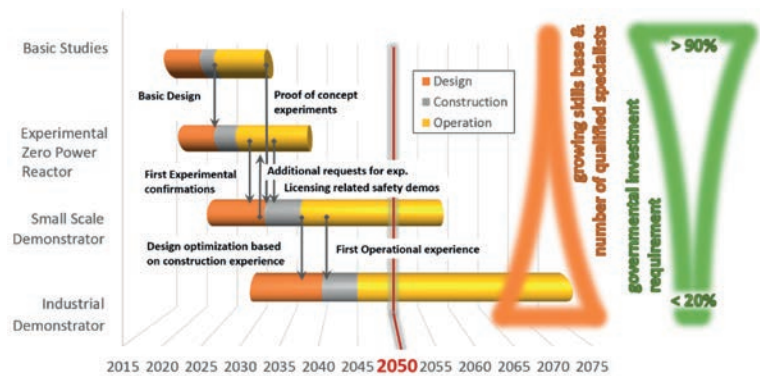 Basic Studies
Basic Design
Proof of concept
experiments
Design
Construction
Operation
Experimental
Zero Power
Reactor
First Experimental
confirmations
Additional requests for exp.
Licensing related safety demos
Small Scale
Demonstrator
Design optimization based
on construction experience
First Operational experience
Industrial
Demonstrator
2015 2020 2025 2030 2035 2040 2045 2050 2055 2060 2065 2070 2075
growing skills base &
number of qualified specialists
governmental investment
requirement
> 90%
< 20%